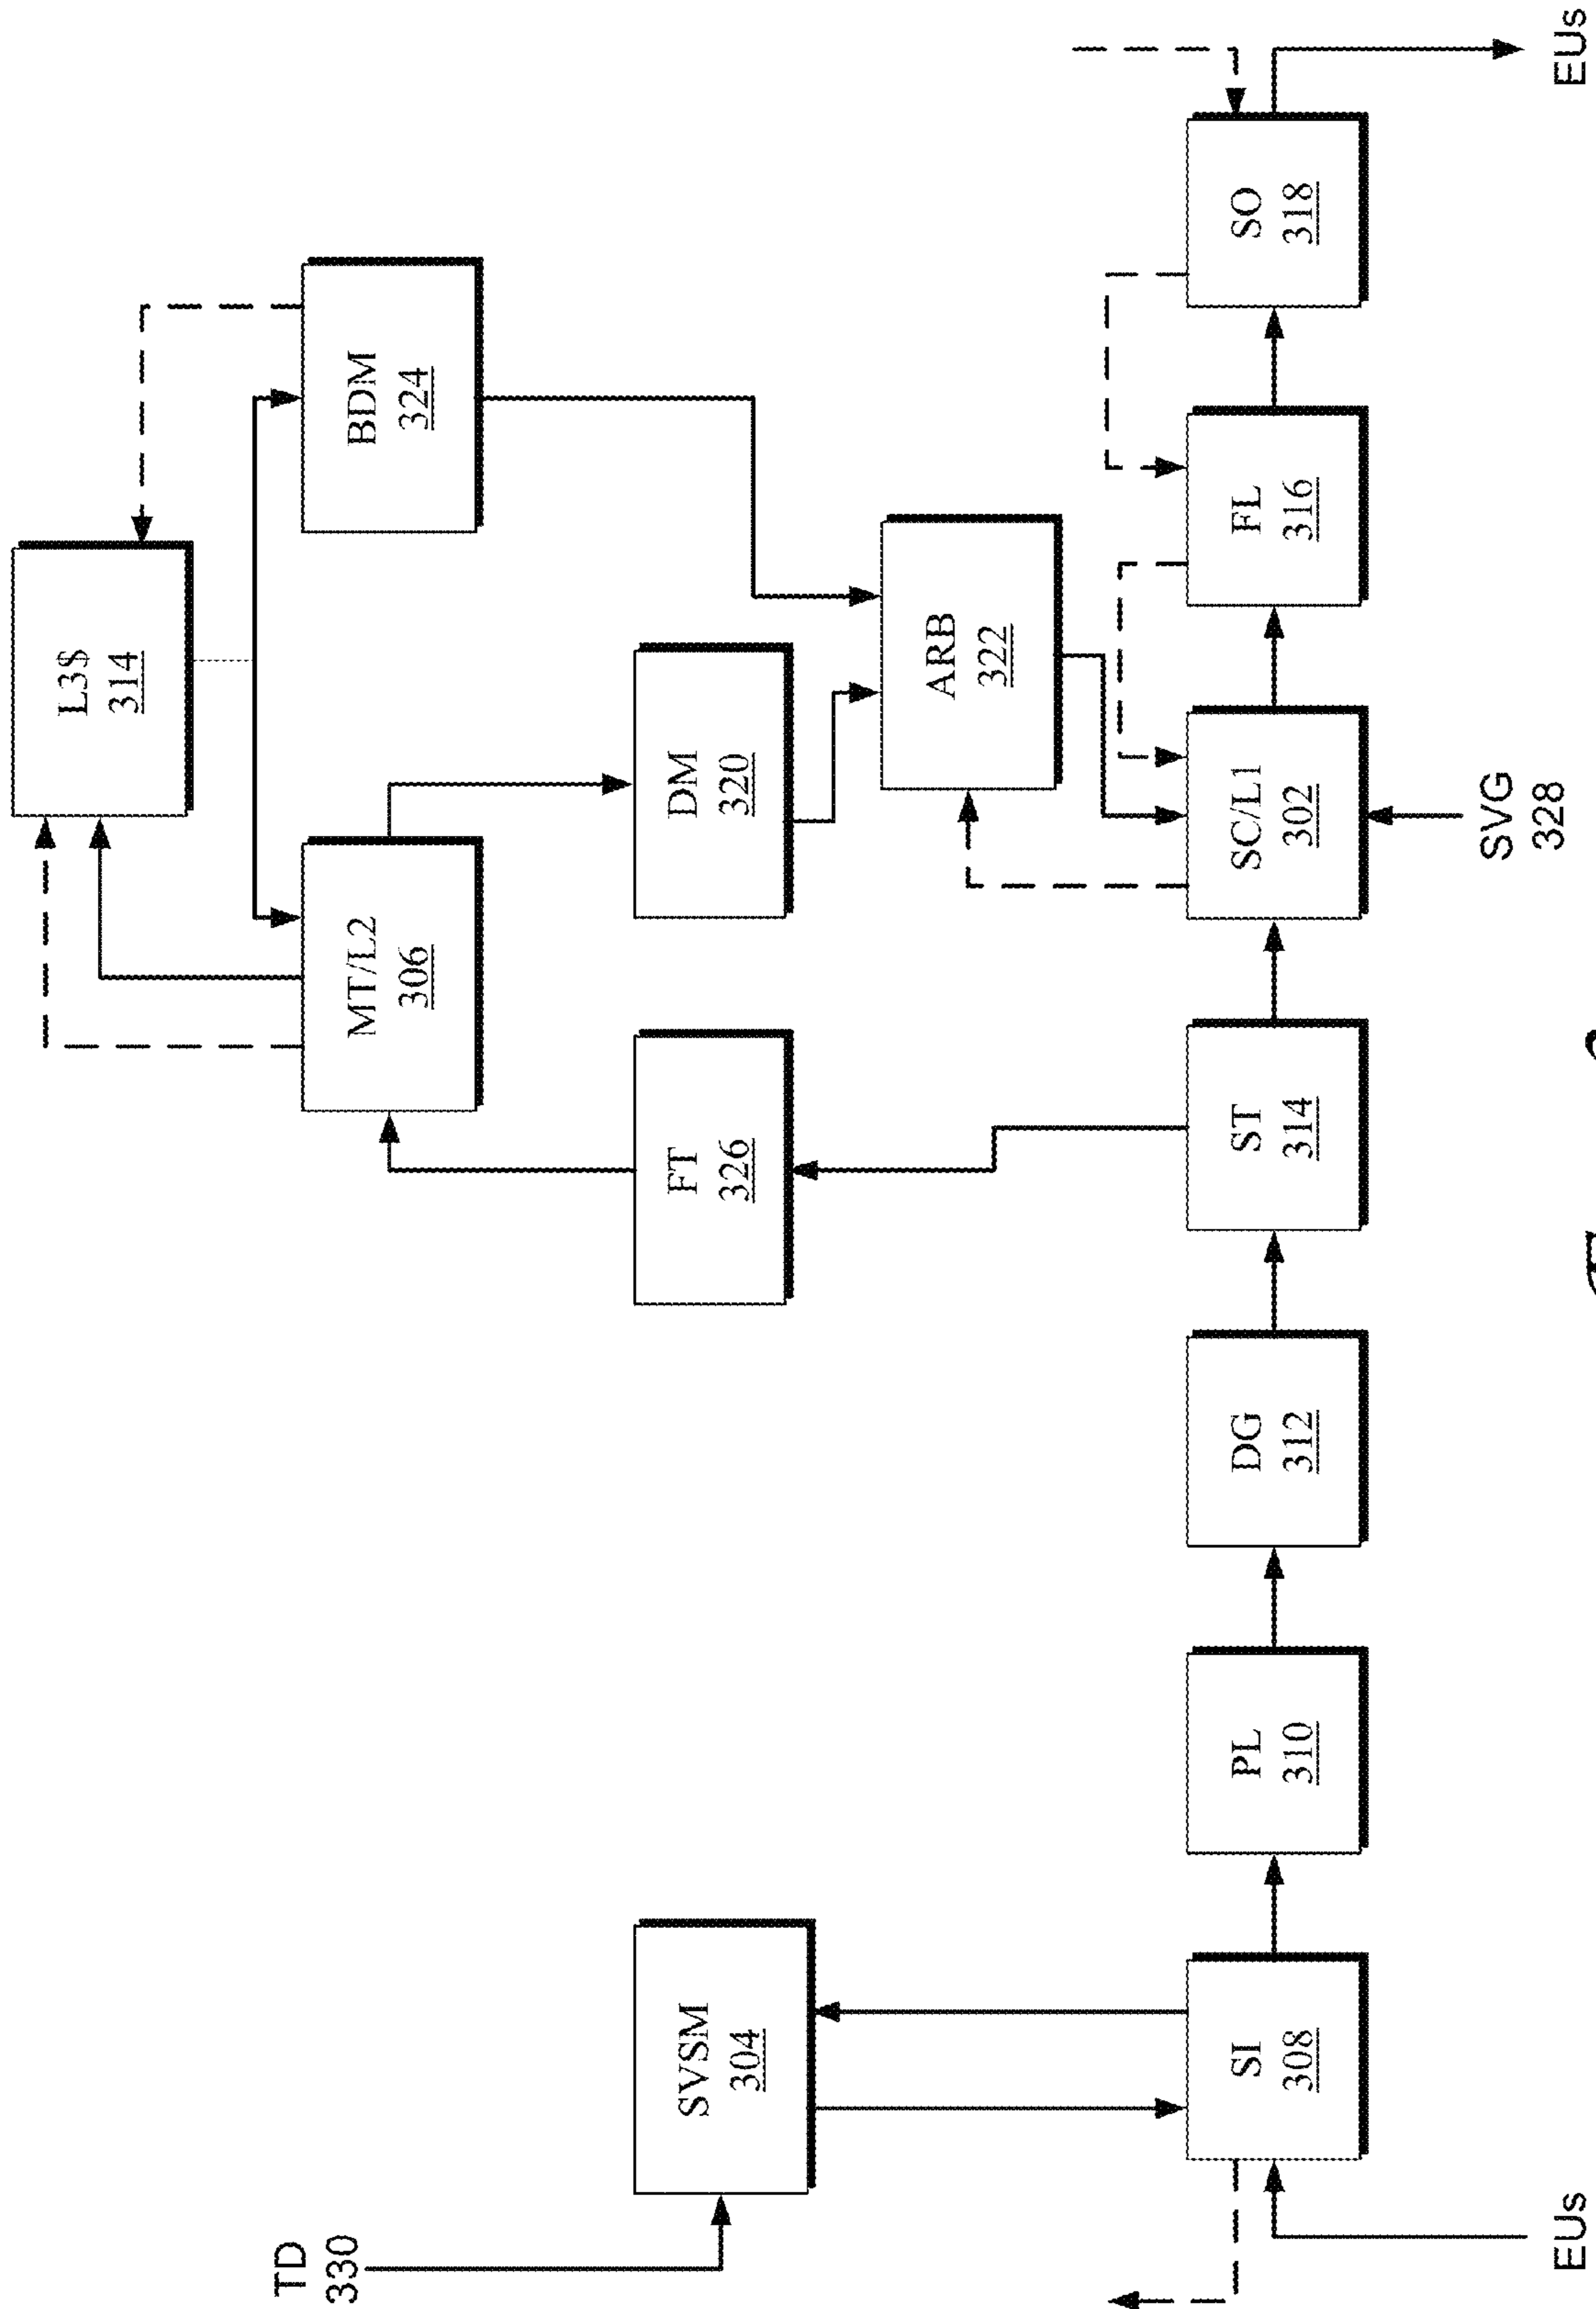 L3$
314
TD
330
MT/L2
306
BDM
324
SVSM
304
FT
326
DM
320
ARB
322
SI
308
PL
310
DG
312
ST
314
SC/L1
302
FL
316
SO
318
SVG
328
EUs
EUs